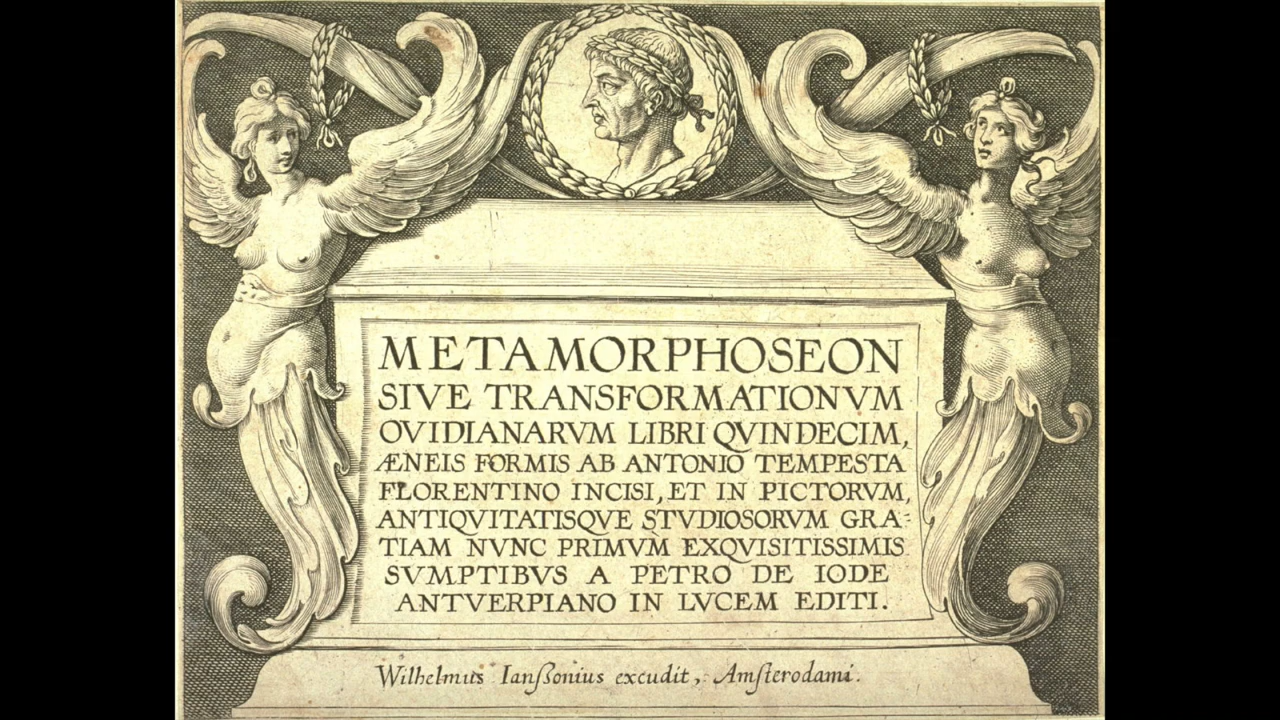 METAMORPHOSEON
SIVE TRANSFORMATIONVM
OVIDIANARVM LIBRI QVINDECIM,
ÆNEIS FORMIS AB ANTONIO TEMPESTA
FLORENTINO INCISI, ET IN PICTORVM,
ANTIQVITATISQVE STVDIOSORVM GRA-
TIAM NVNC PRIMVM EXQVISITISSIMIS
SVMPTIBVS A PETRO DE IODE
ANTVERPIANO IN LVCEM EDITI.
Wilhelmus Ianſsonius excudit, Amſterodami.